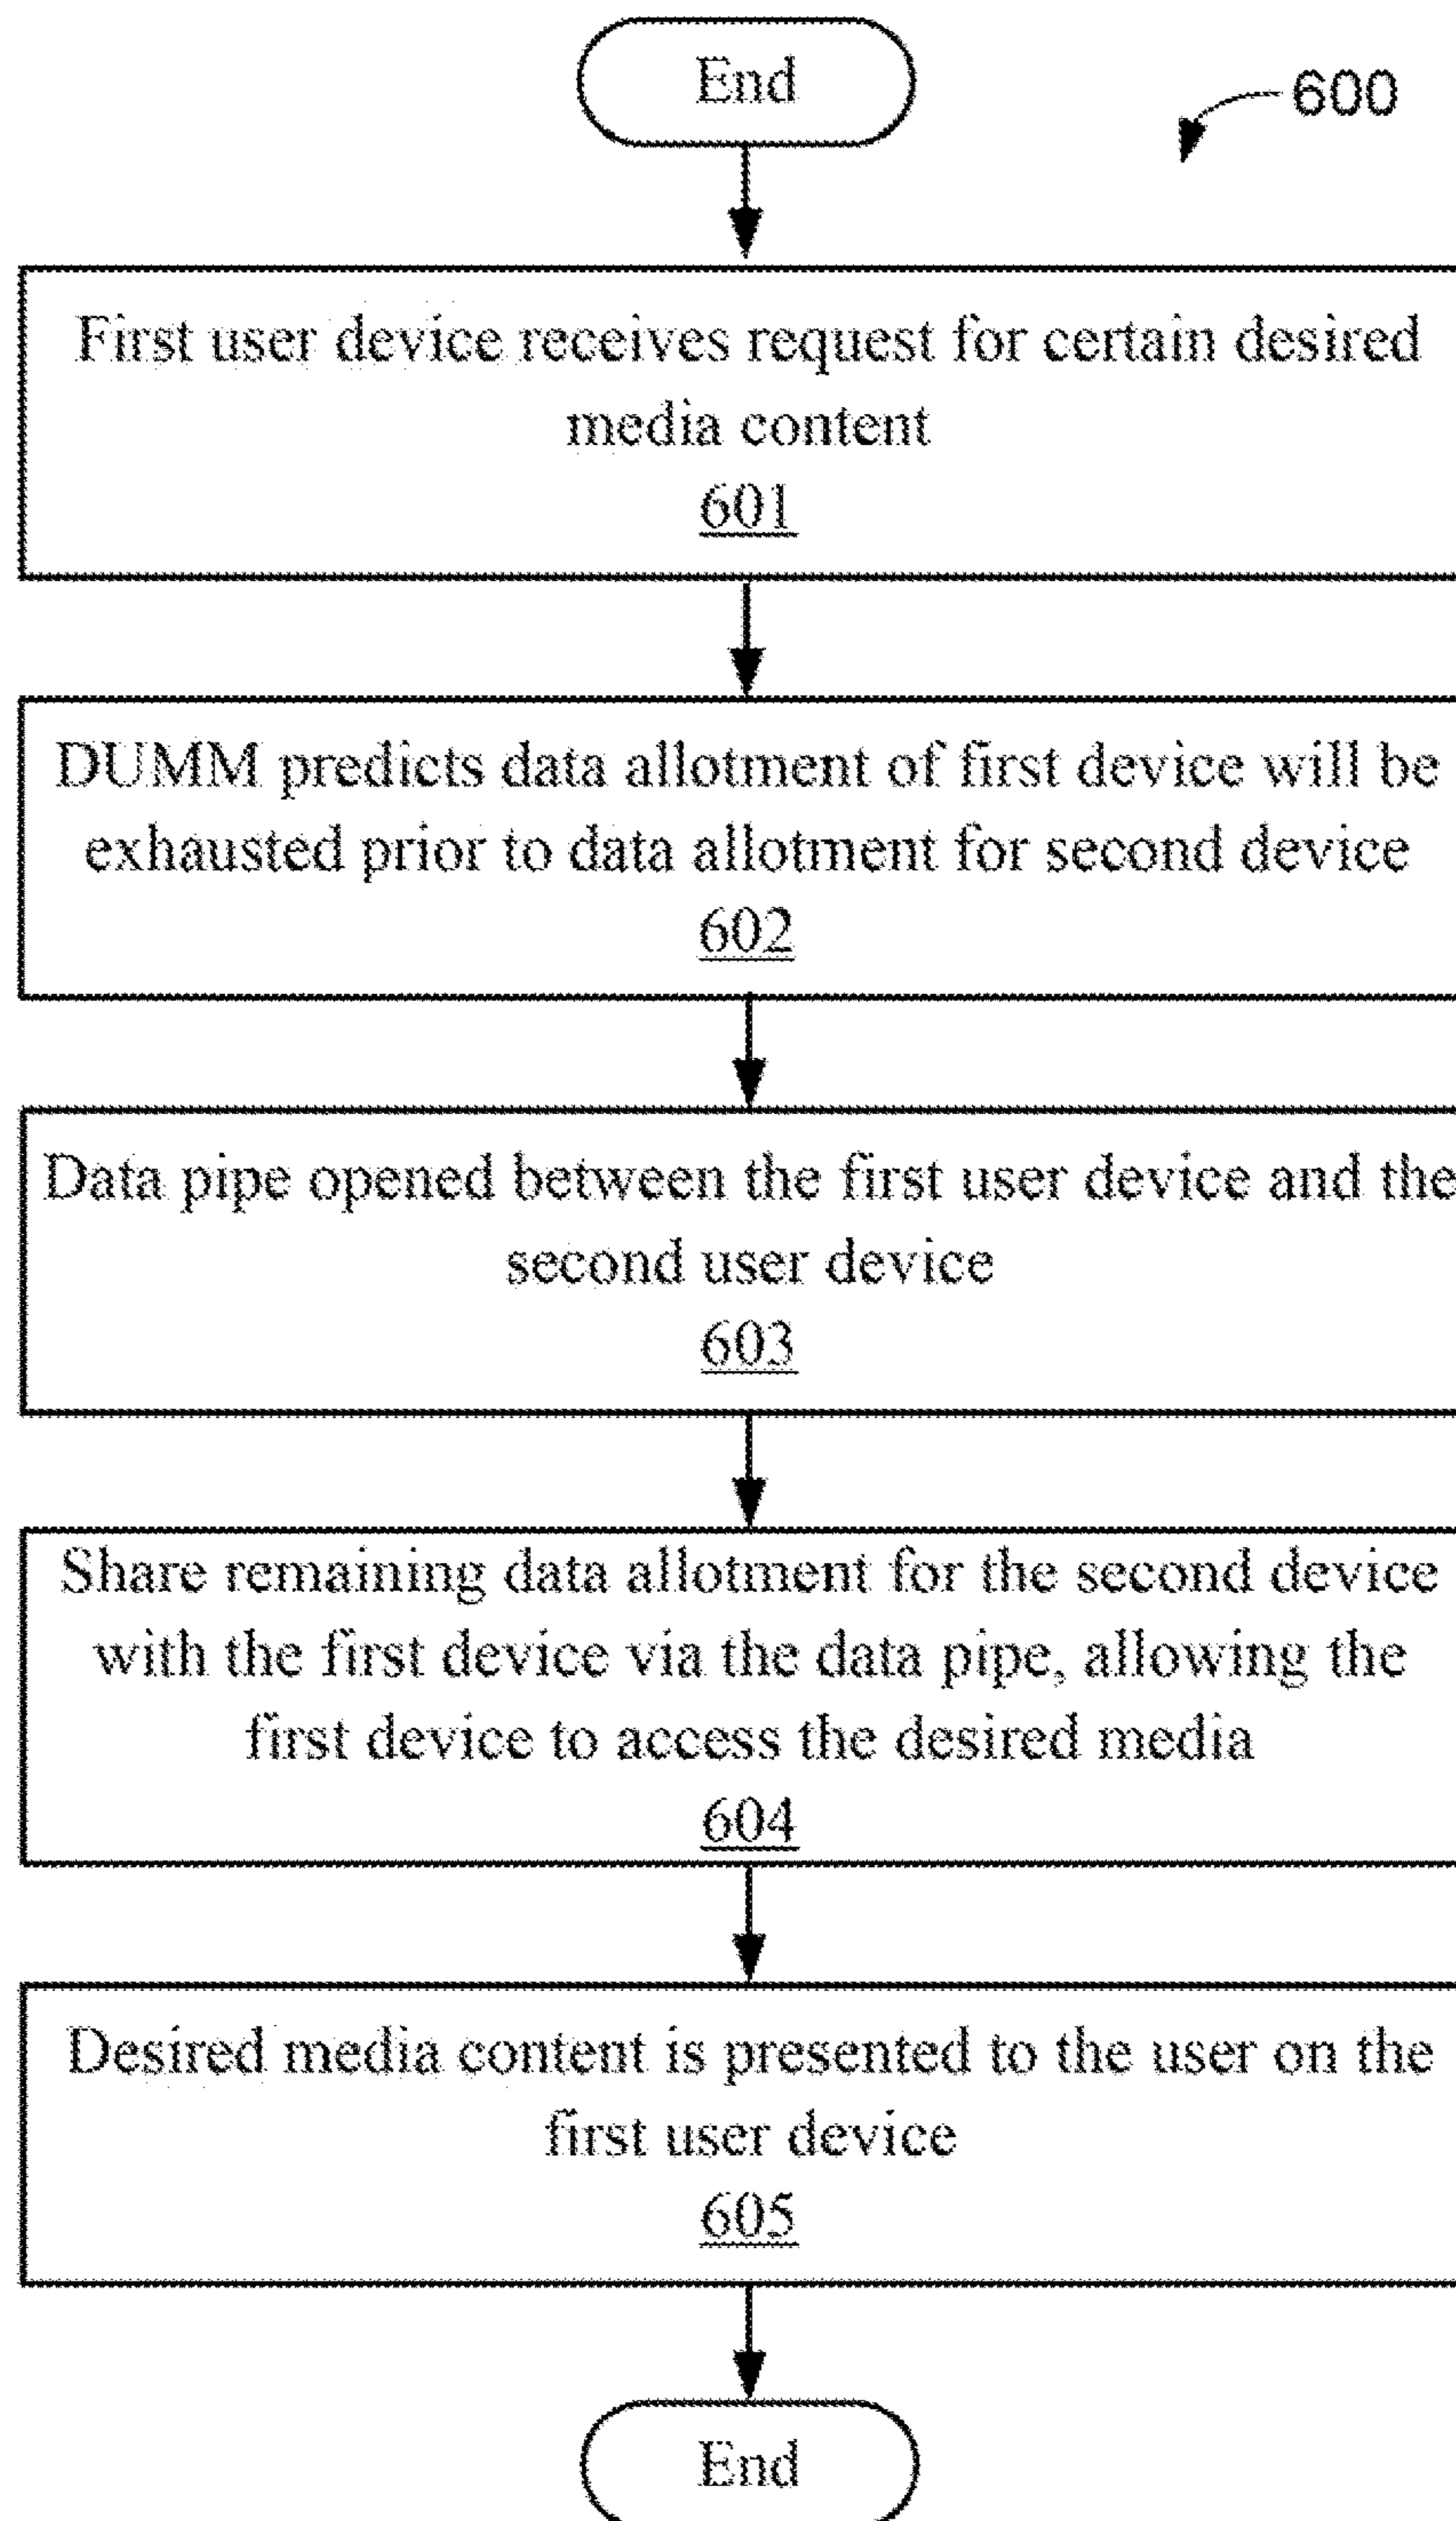 End
600
First user device receives request for certain desired
media content
601
DUMM predicts data allotment of first device will be
exhausted prior to data allotment for second device
602
Data pipe opened between the first user device and the
second user device
603
Share remaining data allotment for the second device
with the first device via the data pipe, allowing the
first device to access the desired media
604
Desired media content is presented to the user on the
first user device
605
End